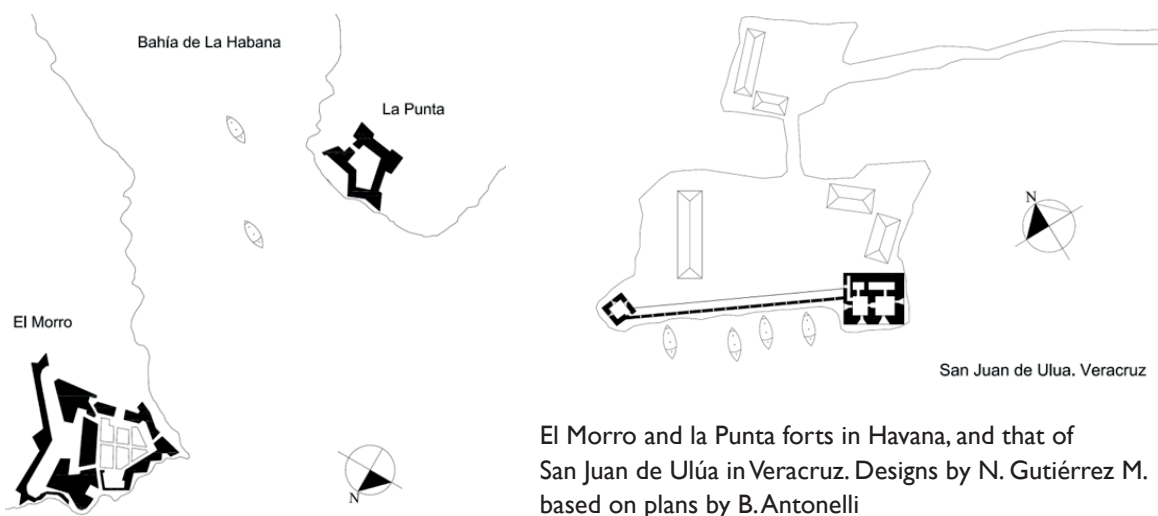 Bahía de La Habana
La Punta
El Morro
N
N
San Juan de Ulua. Veracruz
El Morro and la Punta forts in Havana, and that of
San Juan de Ulúa in Veracruz. Designs by N. Gutiérrez M.
based on plans by B. Antonelli